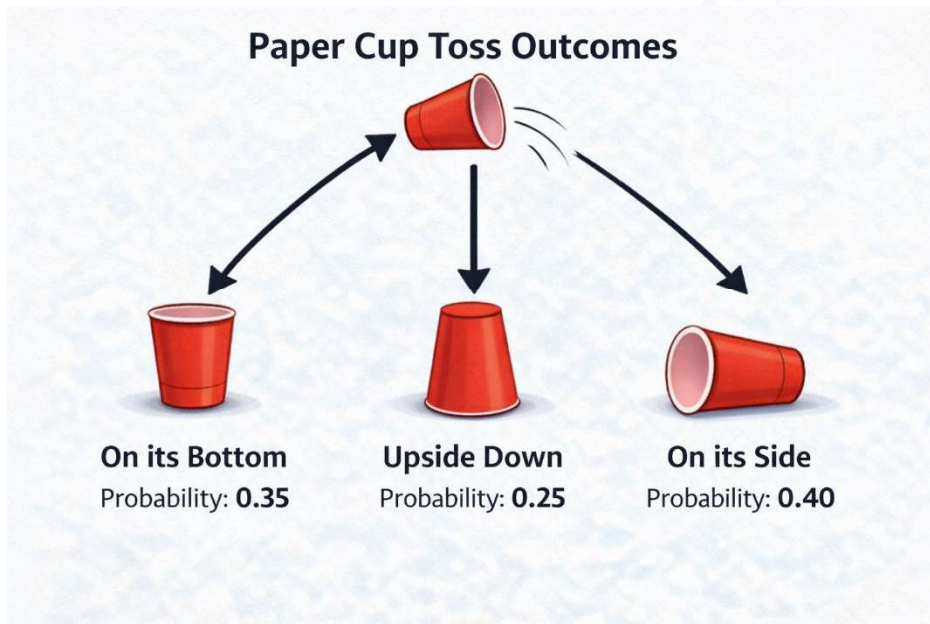 Paper Cup Toss Outcomes
On its Bottom
Probability: 0.35
Upside Down
Probability: 0.25
On its Side
Probability: 0.40